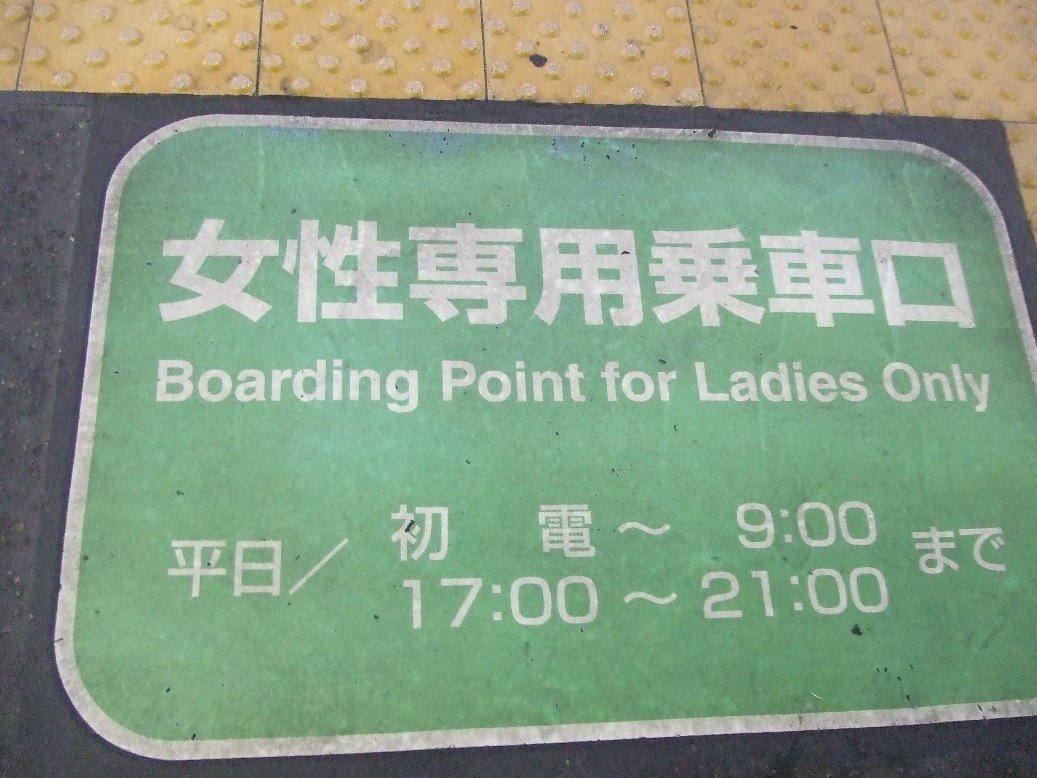 女性専用乗車口
Boarding Point for Ladies Only
平日／ 初 電 ～ 9:00 まで
17:00 ～ 21:00